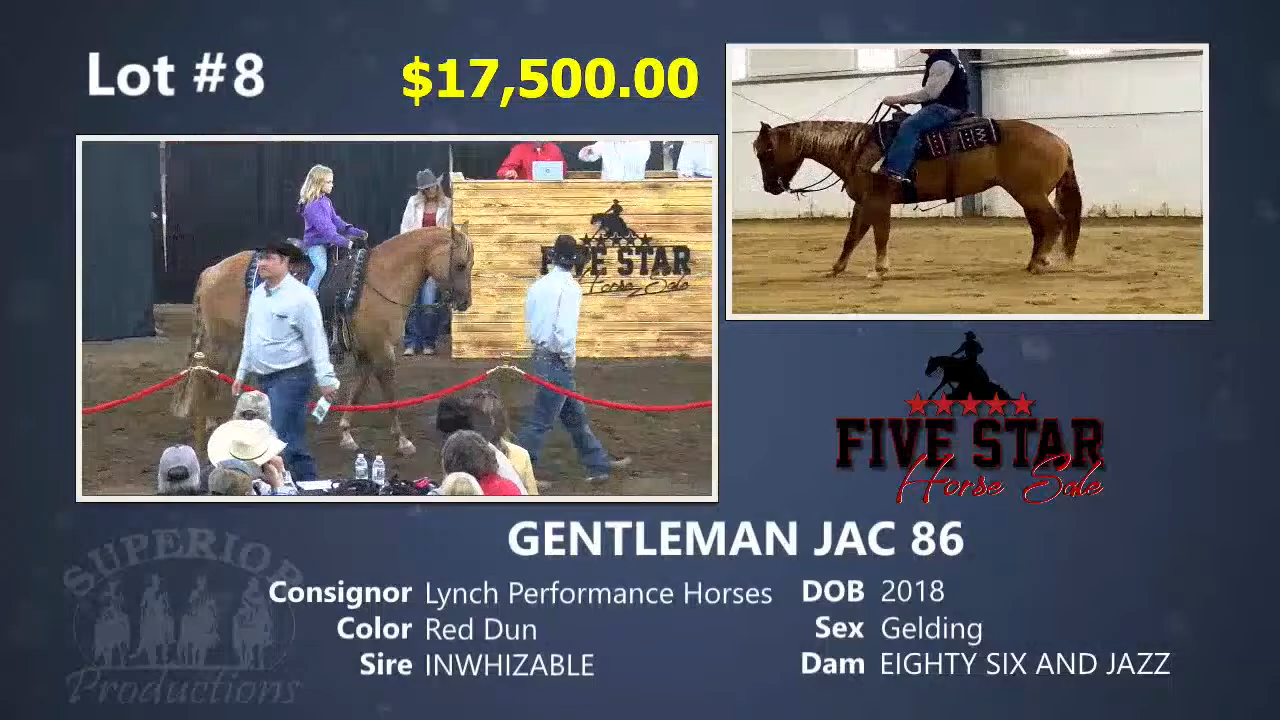 Lot #8
$17,500.00
FIVE STAR
Horse Sale
FIVE STAR
Horse Sale
GENTLEMAN JAC 86
Consignor Lynch Performance Horses
DOB 2018
Color Red Dun
Sex Gelding
Sire INWHIZABLE
Dam EIGHTY SIX AND JAZZ
SUPERIOR
Productions